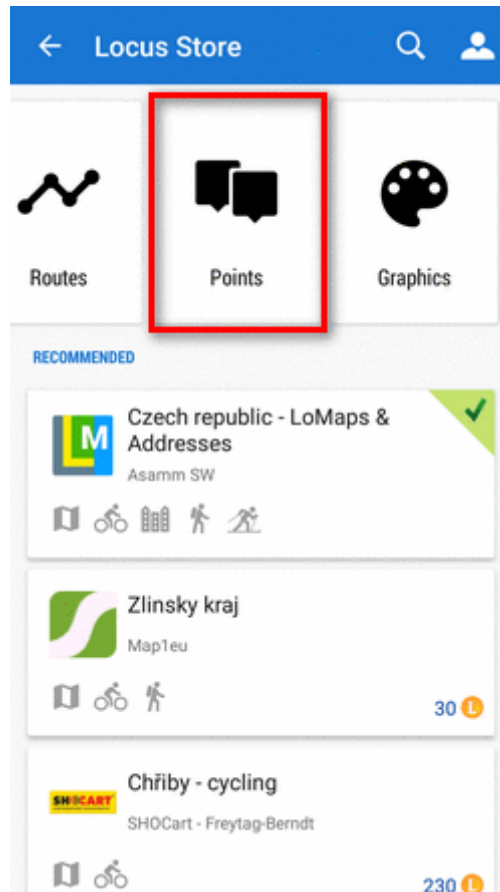 Locus Store
Routes
Points
Graphics
RECOMMENDED
M
Czech republic - LoMaps &
Addresses
Asamm SW
Zlinsky kraj
Map1eu
30 L
SHOCART
Chřiby - cycling
SHOCart - Freytag-Berndt
230 L